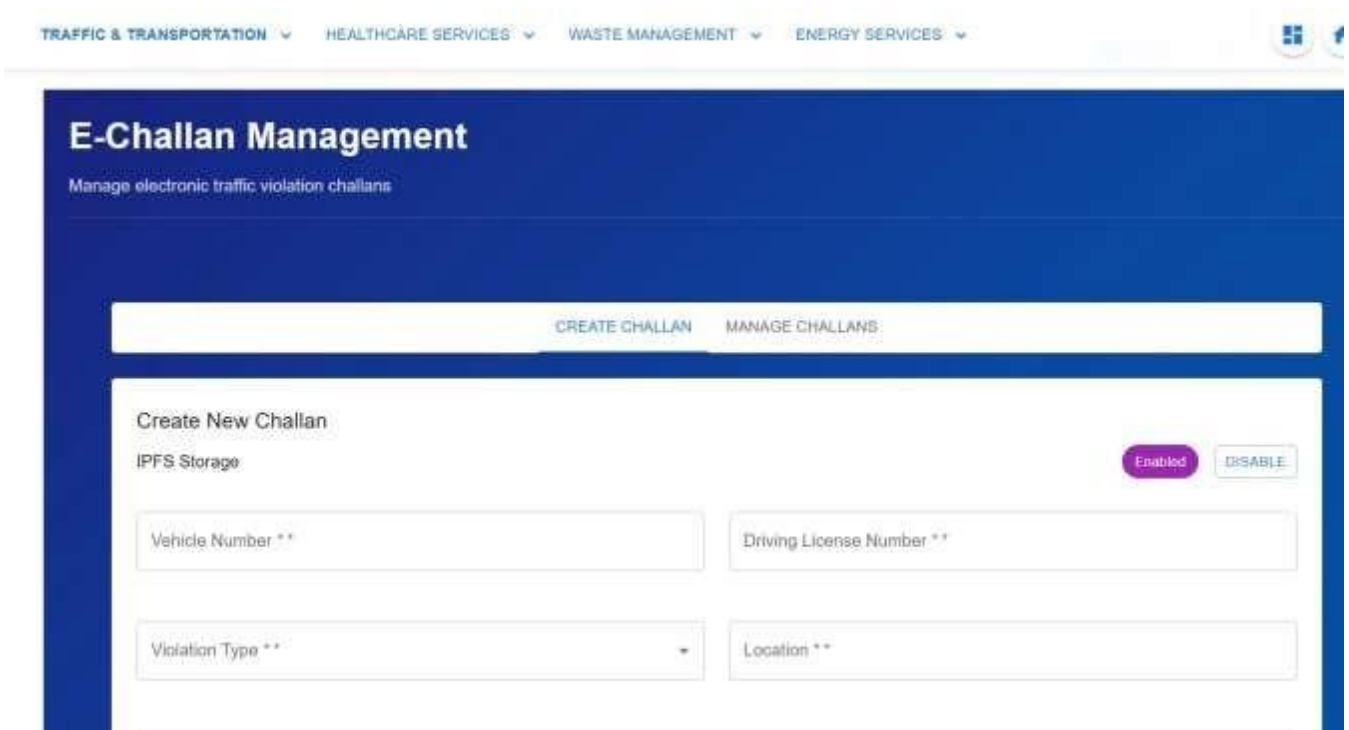 TRAFFIC & TRANSPORTATION HEALTHCARE SERVICES WASTE MANAGEMENT ENERGY SERVICES
E-Challan Management
Manage electronic traffic violation challans
CREATE CHALLAN MANAGE CHALLANS
Create New Challan
IPFS Storage Enabled DISABLE
Vehicle Number * * Driving License Number * *
Violation Type * * Location * *